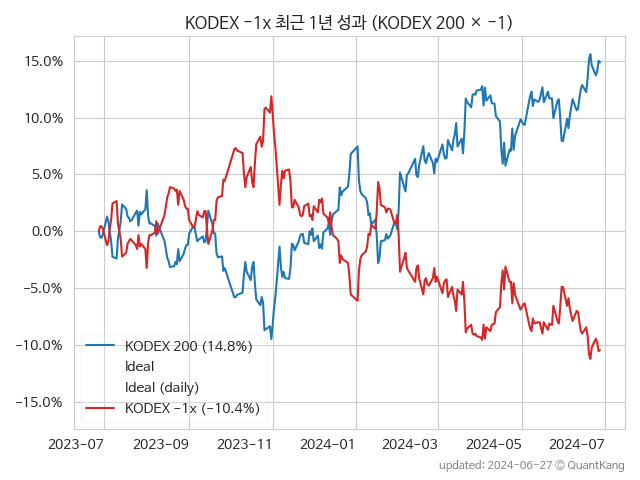 KODEX -1x 최근 1년 성과 (KODEX 200 × -1)
15.0%
10.0%
5.0%
0.0%
-5.0%
-10.0%
-15.0%
KODEX 200 (14.8%)
Ideal
Ideal (daily)
KODEX -1x (-10.4%)
2023-07 2023-09 2023-11 2024-01 2024-03 2024-05 2024-07
updated: 2024-06-27 © QuantKang